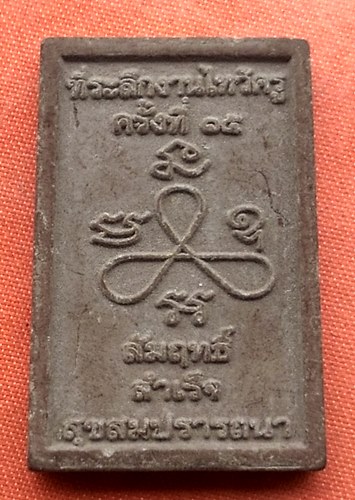 ที่ระลึกงานไหว้ครู
ครั้งที่ ๑๕
สัมฤทธิ์
สำเร็จ
สุขสมปรารถนา